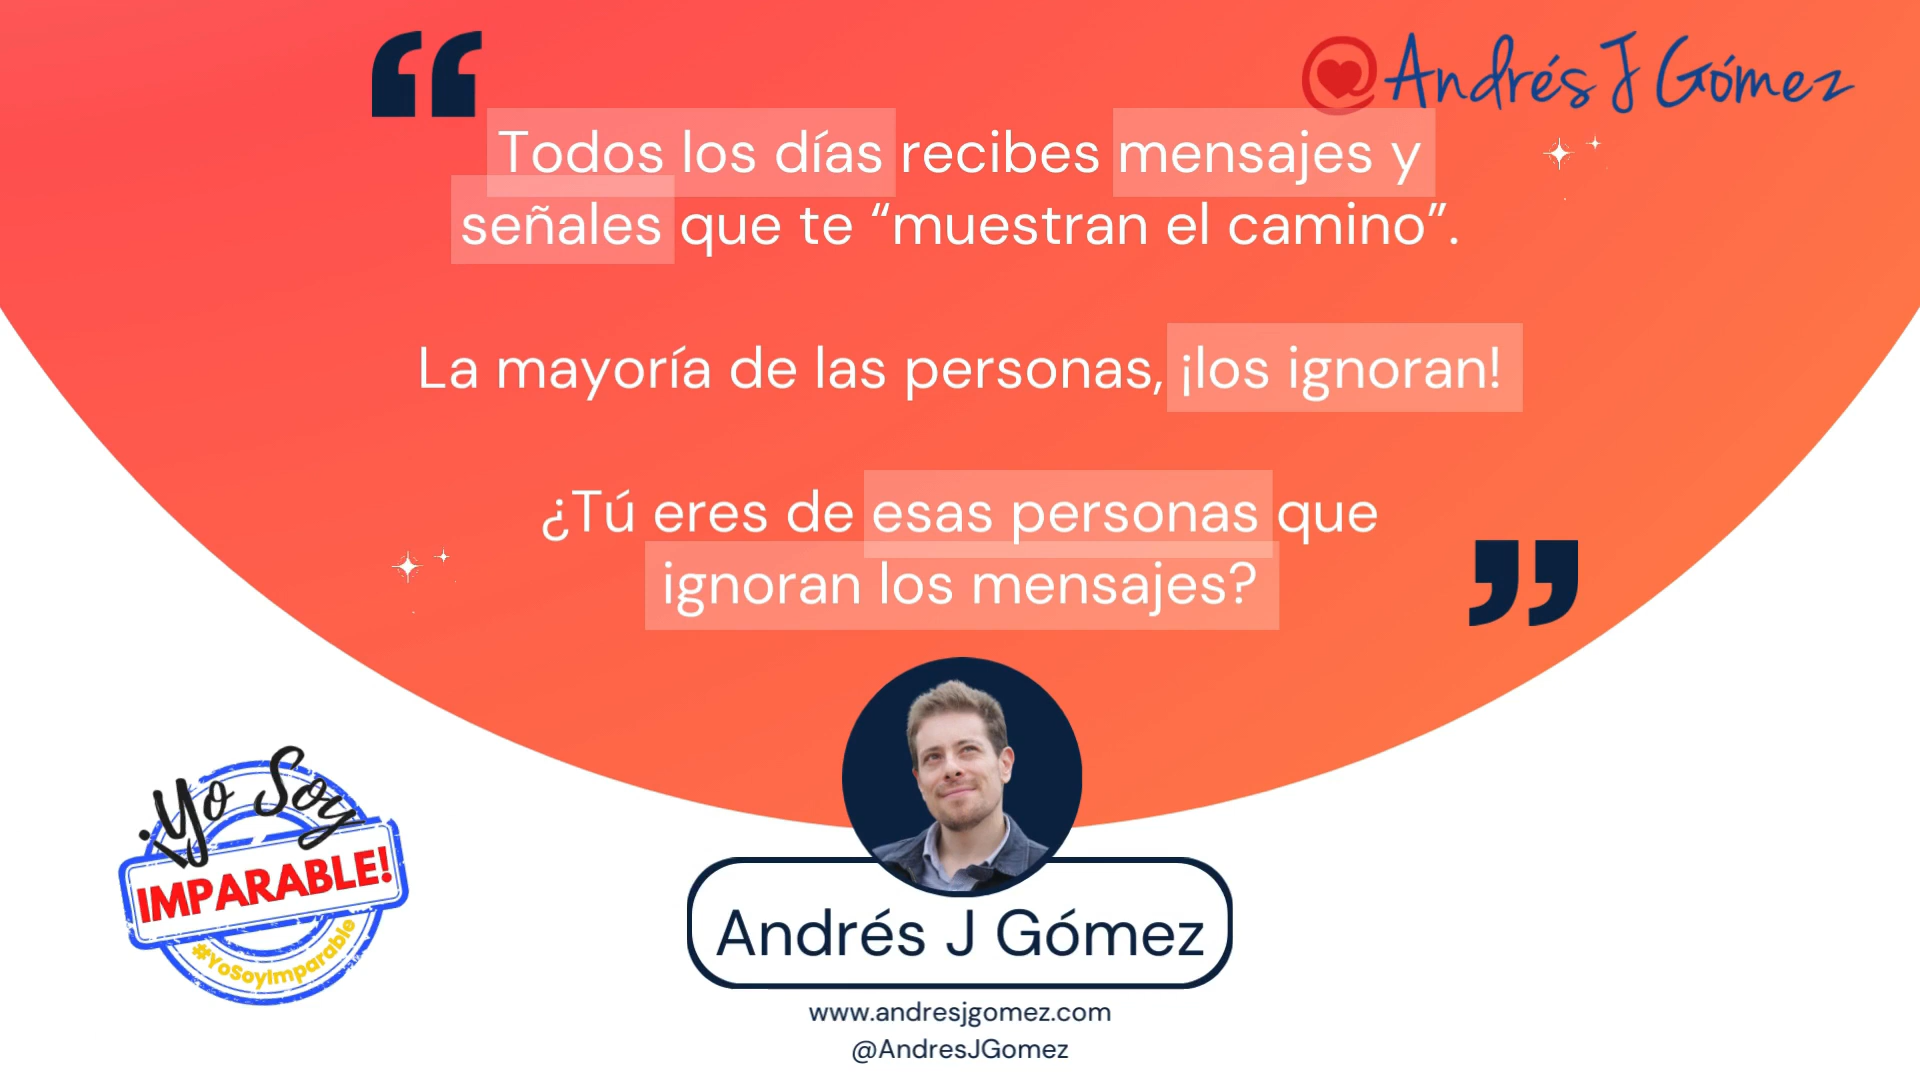 @Andrés J Gómez
“
Todos los días recibes mensajes y
señales que te “muestran el camino”.
La mayoría de las personas, ¡los ignoran!
¿Tú eres de esas personas que
ignoran los mensajes?
”
¡Yo Soy
IMPARABLE!
#YoSoyImparable
Andrés J Gómez
www.andresjgomez.com
@AndresJGomez